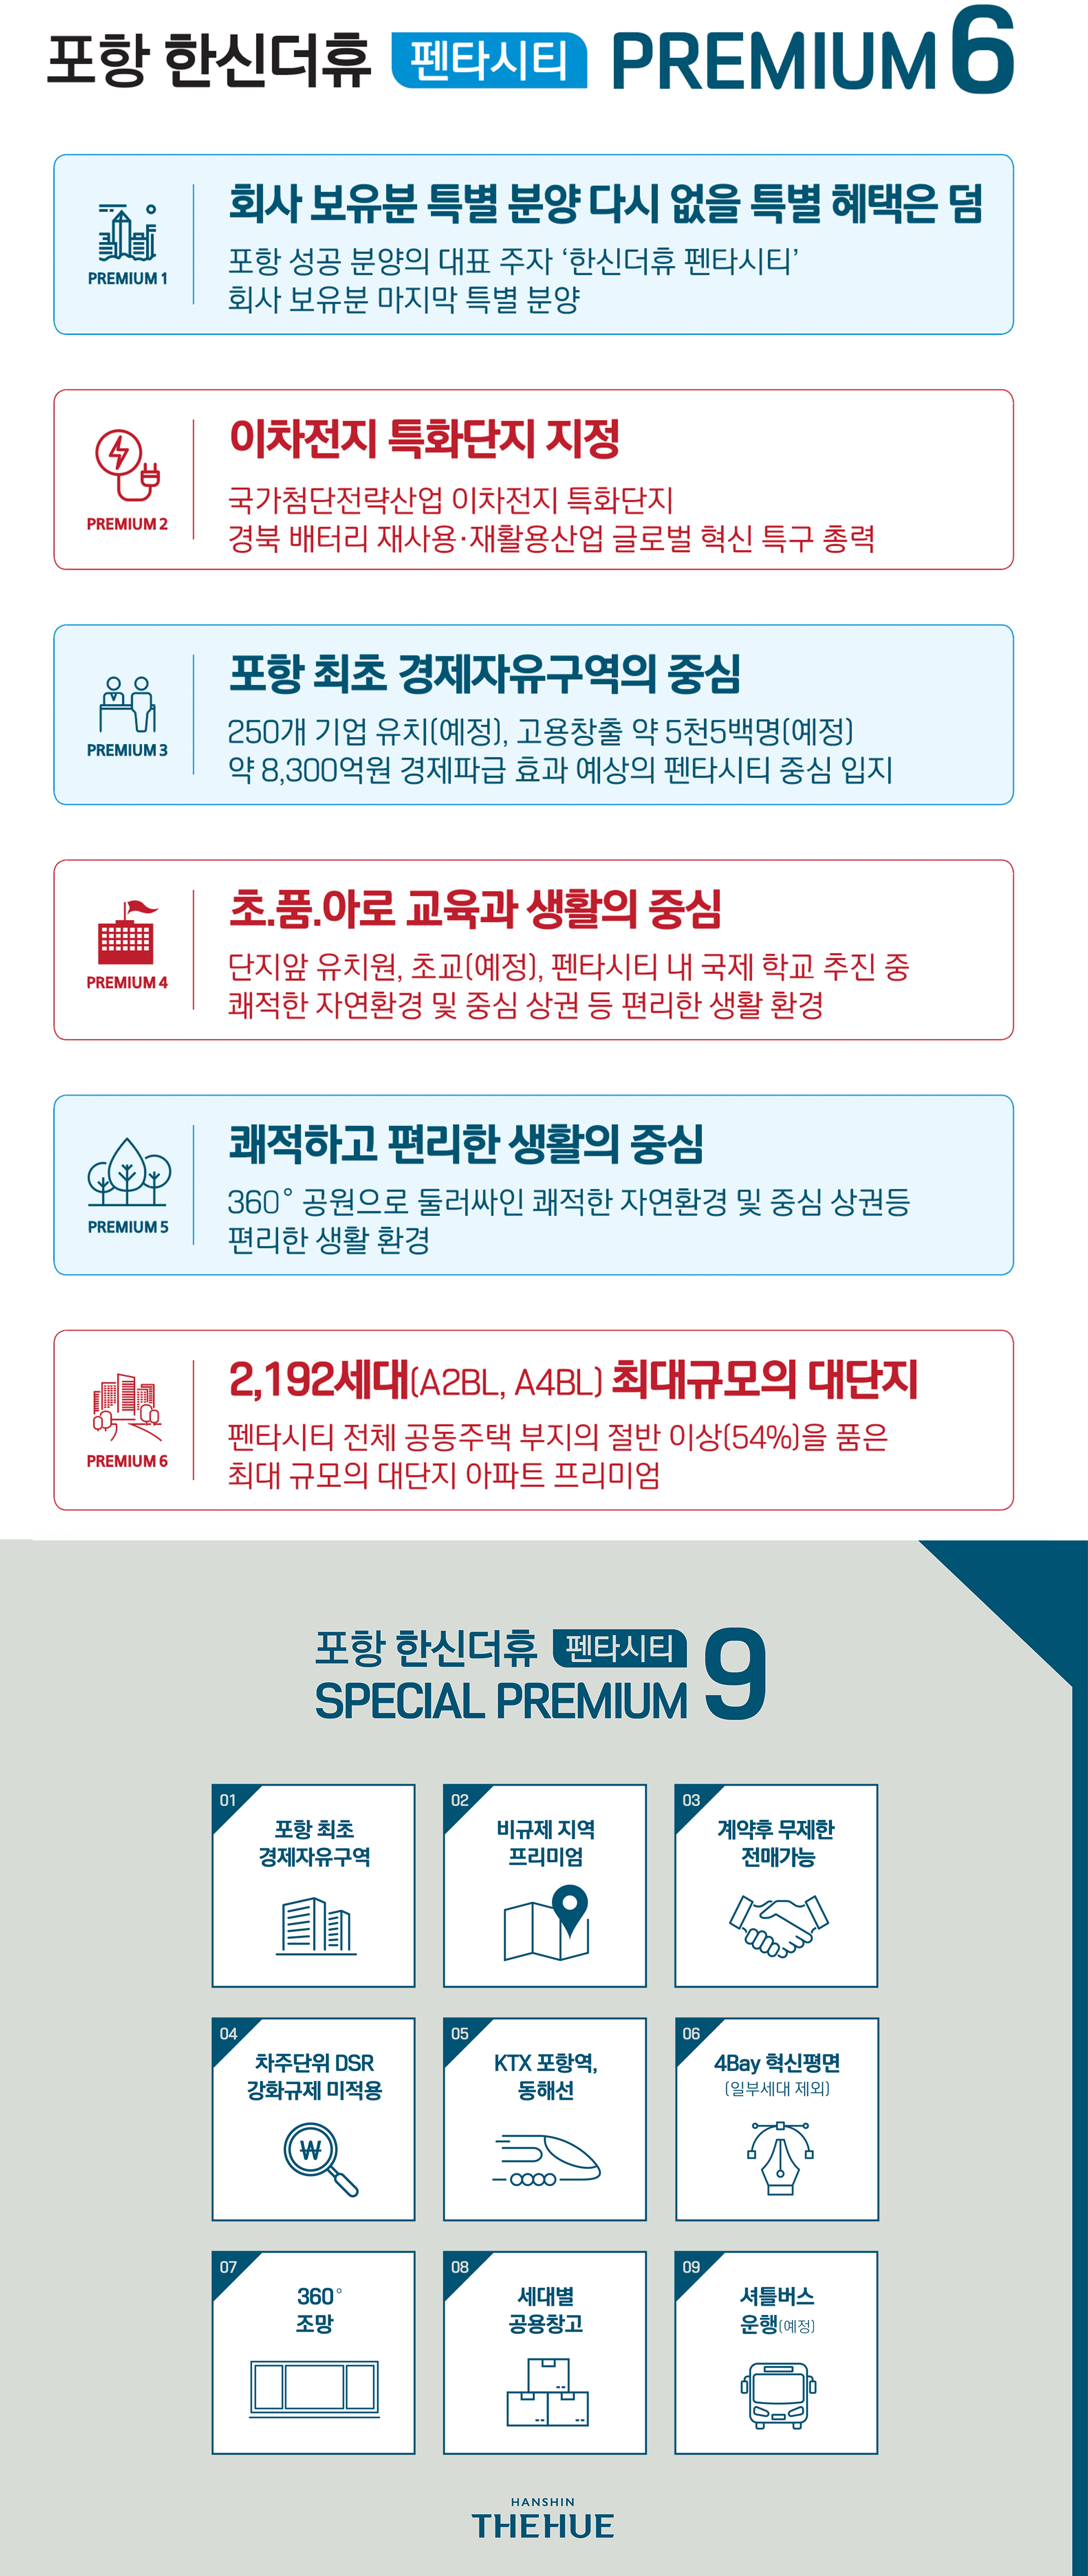 포항 한신더휴 펜타시티 PREMIUM 6
PREMIUM 1
회사 보유분 특별 분양 다시 없을 특별 혜택은 덤
포항 성공 분양의 대표 주자 ‘한신더휴 펜타시티’
회사 보유분 마지막 특별 분양
PREMIUM 2
이차전지 특화단지 지정
국가첨단전략산업 이차전지 특화단지
경북 배터리 재사용·재활용산업 글로벌 혁신 특구 총력
PREMIUM 3
포항 최초 경제자유구역의 중심
250개 기업 유치(예정), 고용창출 약 5천5백명(예정)
약 8,300억원 경제파급 효과 예상의 펜타시티 중심 입지
PREMIUM 4
초.품.아로 교육과 생활의 중심
단지앞 유치원, 초교(예정), 펜타시티 내 국제 학교 추진 중
쾌적한 자연환경 및 중심 상권 등 편리한 생활 환경
PREMIUM 5
쾌적하고 편리한 생활의 중심
360° 공원으로 둘러싸인 쾌적한 자연환경 및 중심 상권등
편리한 생활 환경
PREMIUM 6
2,192세대(A2BL, A4BL) 최대규모의 대단지
펜타시티 전체 공동주택 부지의 절반 이상(54%)을 품은
최대 규모의 대단지 아파트 프리미엄
포항 한신더휴 펜타시티
SPECIAL PREMIUM 9
01
포항 최초
경제자유구역
02
비규제 지역
프리미엄
03
계약후 무제한
전매가능
04
차주단위 DSR
강화규제 미적용
₩
05
KTX 포항역,
동해선
06
4Bay 혁신평면
(일부세대 제외)
07
360°
조망
08
세대별
공용창고
09
셔틀버스
운행(예정)
HANSHIN
THEHUE